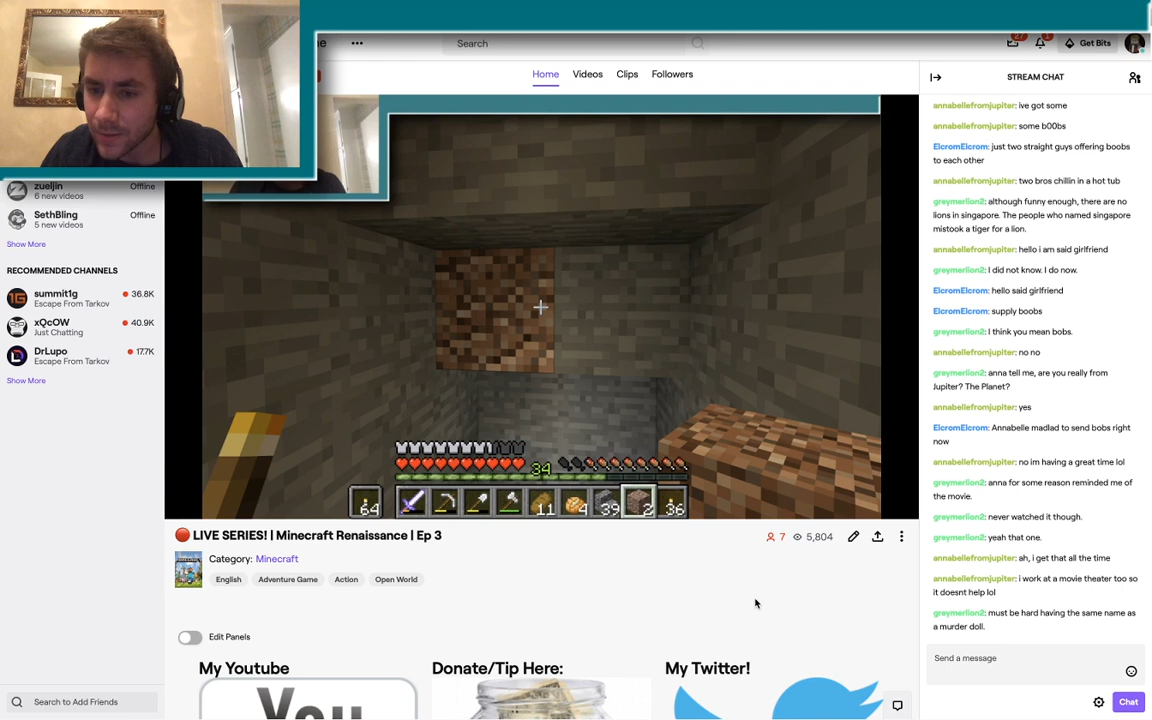 e
Search
27
1
Get Bits
Home
Videos
Clips
Followers
STREAM CHAT
zueljin
Offline
6 new videos
SethBling
Offline
5 new videos
Show More
RECOMMENDED CHANNELS
summit1g
36.8K
Escape From Tarkov
xQcOW
40.9K
Just Chatting
DrLupo
17.7K
Escape From Tarkov
Show More
Search to Add Friends
34
64
11
4
39
2
36
LIVE SERIES! | Minecraft Renaissance | Ep 3
7
5,804
Category: Minecraft
English
Adventure Game
Action
Open World
Edit Panels
My Youtube
Donate/Tip Here:
My Twitter!
You
annabellefromjupiter: ive got some
annabellefromjupiter: some b00bs
ElcromElcrom: just two straight guys offering boobs
to each other
annabellefromjupiter: two bros chillin in a hot tub
greymerlion2: although funny enough, there are no
lions in singapore. The people who named singapore
mistook a tiger for a lion.
annabellefromjupiter: hello i am said girlfriend
greymerlion2: I did not know. I do now.
ElcromElcrom: hello said girlfriend
ElcromElcrom: supply boobs
greymerlion2: I think you mean bobs.
annabellefromjupiter: no no
greymerlion2: anna tell me, are you really from
Jupiter? The Planet?
annabellefromjupiter: yes
ElcromElcrom: Annabelle madlad to send bobs right
now
annabellefromjupiter: no im having a great time lol
greymerlion2: anna for some reason reminded me of
the movie.
greymerlion2: never watched it though.
greymerlion2: yeah that one.
annabellefromjupiter: ah, i get that all the time
annabellefromjupiter: i work at a movie theater too so
it doesnt help lol
greymerlion2: must be hard having the same name as
a murder doll.
Send a message
Chat